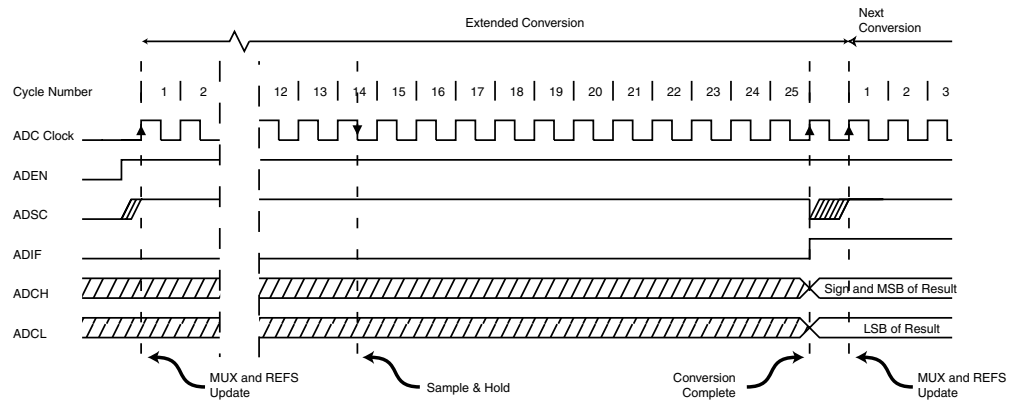 Extended Conversion
Next
Conversion
Cycle Number 1 2 12 13 14 15 16 17 18 19 20 21 22 23 24 25 1 2 3
ADC Clock
ADEN
ADSC
ADIF
ADCH Sign and MSB of Result
ADCL LSB of Result
MUX and REFS
Update
Sample & Hold
Conversion
Complete
MUX and REFS
Update